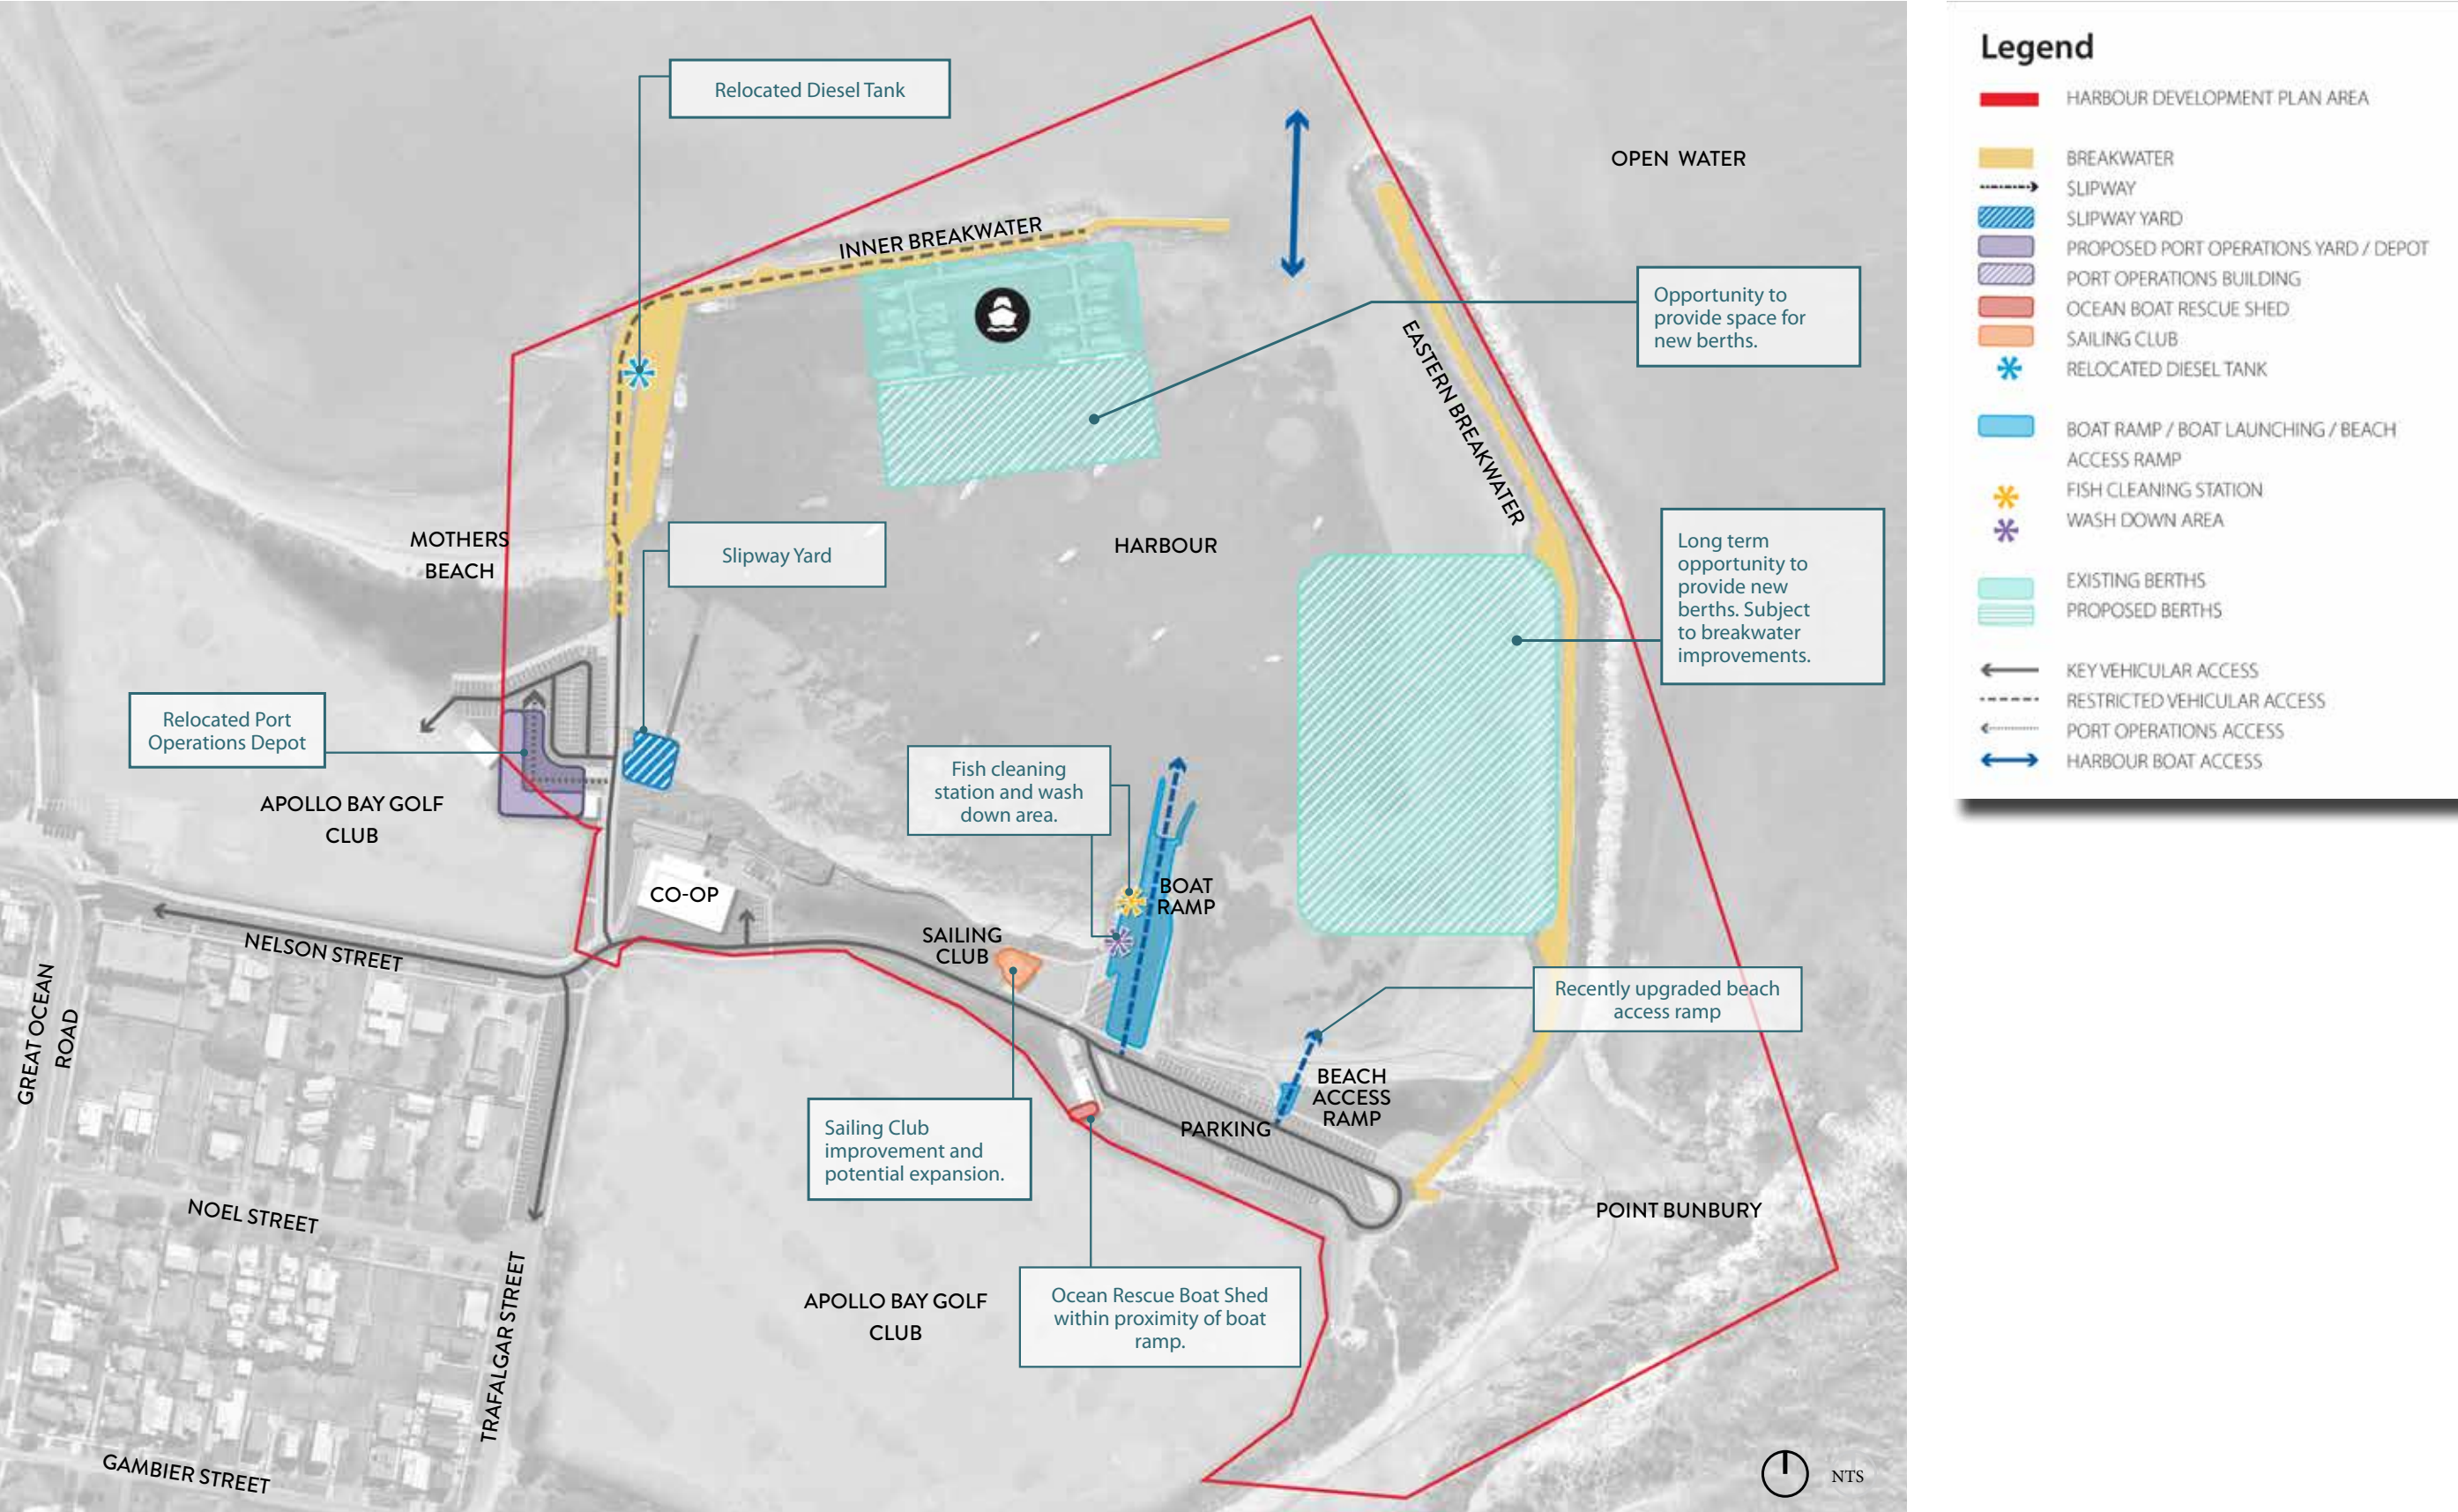 Relocated Diesel Tank
OPEN WATER
INNER BREAKWATER
Opportunity to
provide space for
new berths.
EASTERN BREAKWATER
MOTHERS
BEACH
Slipway Yard
HARBOUR
Long term
opportunity to
provide new
berths. Subject
to breakwater
improvements.
Relocated Port
Operations Depot
APOLLO BAY GOLF
CLUB
Fish cleaning
station and wash
down area.
CO-OP
BOAT
RAMP
SAILING
CLUB
NELSON STREET
GREAT OCEAN
ROAD
Recently upgraded beach
access ramp
BEACH
ACCESS
RAMP
PARKING
Sailing Club
improvement and
potential expansion.
NOEL STREET
POINT BUNBURY
TRAFALGAR STREET
APOLLO BAY GOLF
CLUB
Ocean Rescue Boat Shed
within proximity of boat
ramp.
GAMBIER STREET
NTS
Legend
HARBOUR DEVELOPMENT PLAN AREA
BREAKWATER
SLIPWAY
SLIPWAY YARD
PROPOSED PORT OPERATIONS YARD / DEPOT
PORT OPERATIONS BUILDING
OCEAN BOAT RESCUE SHED
SAILING CLUB
RELOCATED DIESEL TANK
BOAT RAMP / BOAT LAUNCHING / BEACH
ACCESS RAMP
FISH CLEANING STATION
WASH DOWN AREA
EXISTING BERTHS
PROPOSED BERTHS
KEY VEHICULAR ACCESS
RESTRICTED VEHICULAR ACCESS
PORT OPERATIONS ACCESS
HARBOUR BOAT ACCESS